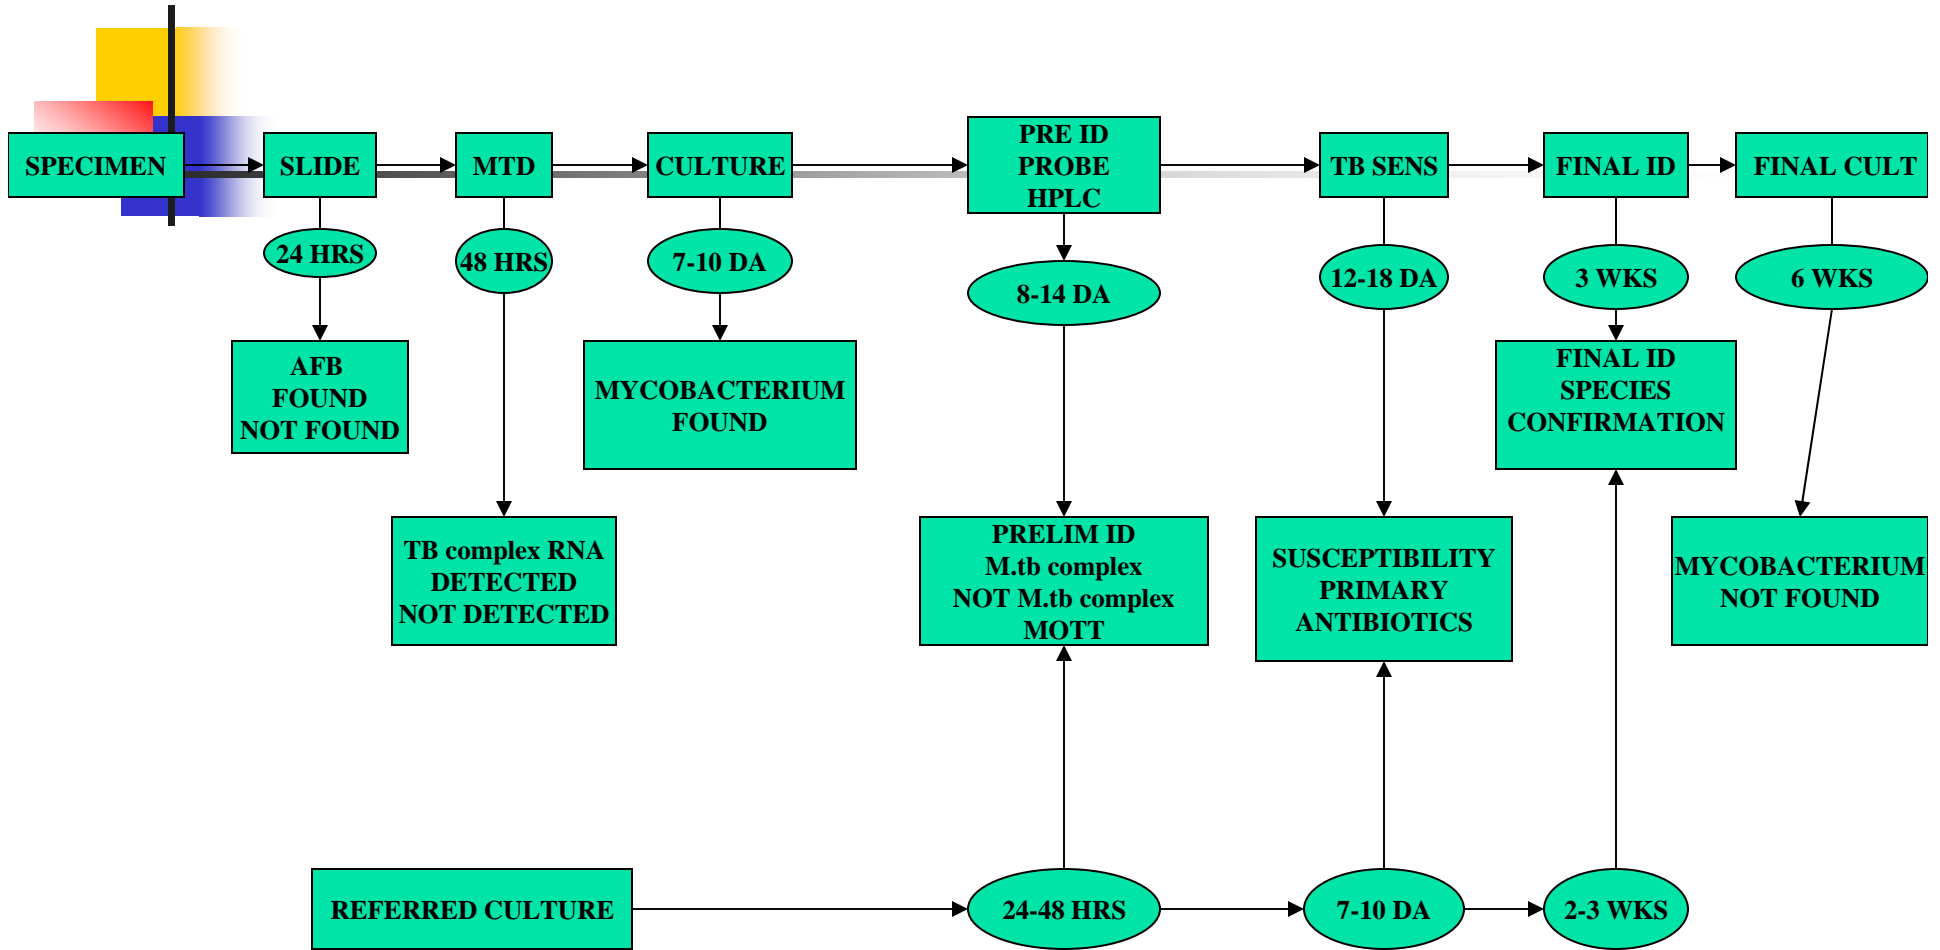 SPECIMEN
SLIDE
MTD
CULTURE
PRE ID
PROBE
HPLC
TB SENS
FINAL ID
FINAL CULT
24 HRS
48 HRS
7-10 DA
8-14 DA
12-18 DA
3 WKS
6 WKS
AFB
FOUND
NOT FOUND
MYCOBACTERIUM
FOUND
FINAL ID
SPECIES
CONFIRMATION
TB complex RNA
DETECTED
NOT DETECTED
PRELIM ID
M.tb complex
NOT M.tb complex
MOTT
SUSCEPTIBILITY
PRIMARY
ANTIBIOTICS
MYCOBACTERIUM
NOT FOUND
REFERRED CULTURE
24-48 HRS
7-10 DA
2-3 WKS